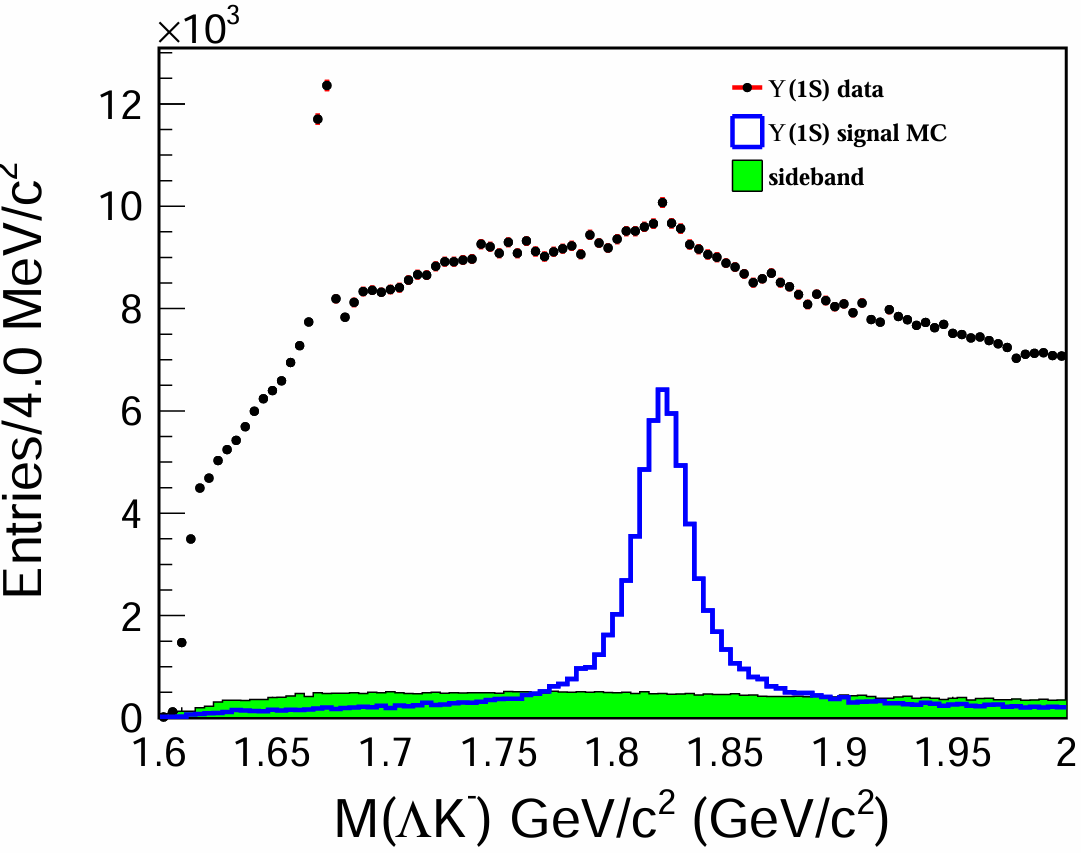 ×10³
12
10
8
6
4
2
0
Entries/4.0 MeV/c²
ϒ(1S) data
ϒ(1S) signal MC
sideband
1.6 1.65 1.7 1.75 1.8 1.85 1.9 1.95 2
M(ΛK⁻) GeV/c² (GeV/c²)